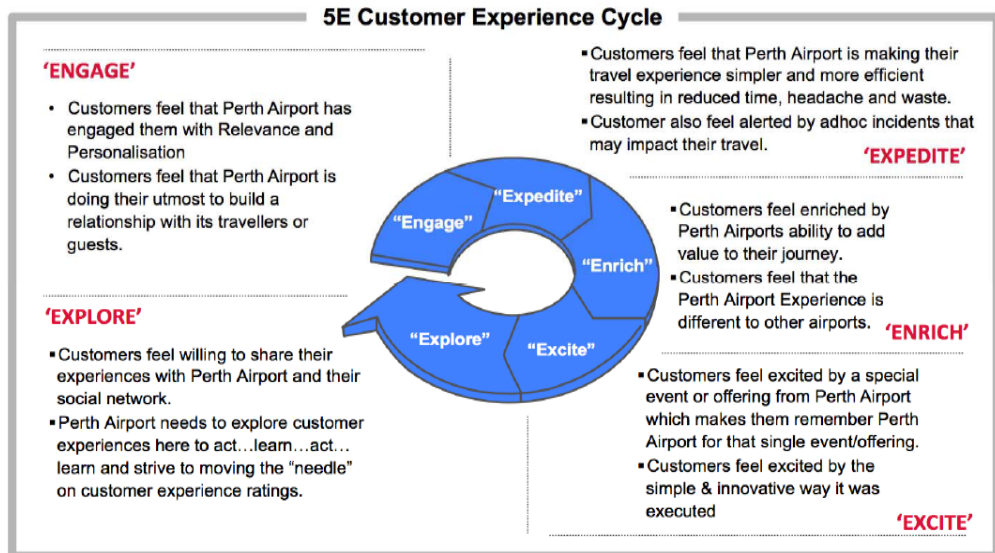 5E Customer Experience Cycle
‘ENGAGE’
• Customers feel that Perth Airport has
engaged them with Relevance and
Personalisation
• Customers feel that Perth Airport is
doing their utmost to build a
relationship with its travellers or
guests.
▪Customers feel that Perth Airport is making their
travel experience simpler and more efficient
resulting in reduced time, headache and waste.
▪Customer also feel alerted by adhoc incidents that
may impact their travel.
‘EXPEDITE’
“Engage”
“Expedite”
“Enrich”
“Excite”
“Explore”
▪Customers feel enriched by
Perth Airports ability to add
value to their journey.
▪Customers feel that the
Perth Airport Experience is
different to other airports.
‘ENRICH’
‘EXPLORE’
▪Customers feel willing to share their
experiences with Perth Airport and their
social network.
▪Perth Airport needs to explore customer
experiences here to act…learn…act…
learn and strive to moving the “needle”
on customer experience ratings.
▪Customers feel excited by a special
event or offering from Perth Airport
which makes them remember Perth
Airport for that single event/offering.
▪Customers feel excited by the
simple & innovative way it was
executed
‘EXCITE’